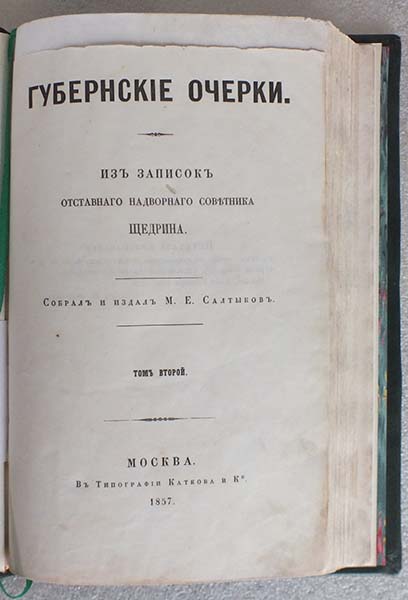 ГУБЕРНСКІЕ ОЧЕРКИ.
ИЗЪ ЗАПИСОКЪ
ОТСТАВНАГО НАДВОРНАГО СОВѢТНИКА
ЩЕДРИНА.
СОБРАЛЪ И ИЗДАЛЪ М. Е. САЛТЫКОВЪ.
ТОМЪ ВТОРОЙ.
МОСКВА.
ВЪ ТИПОГРАФІИ КАТКОВА И Кº.
1857.